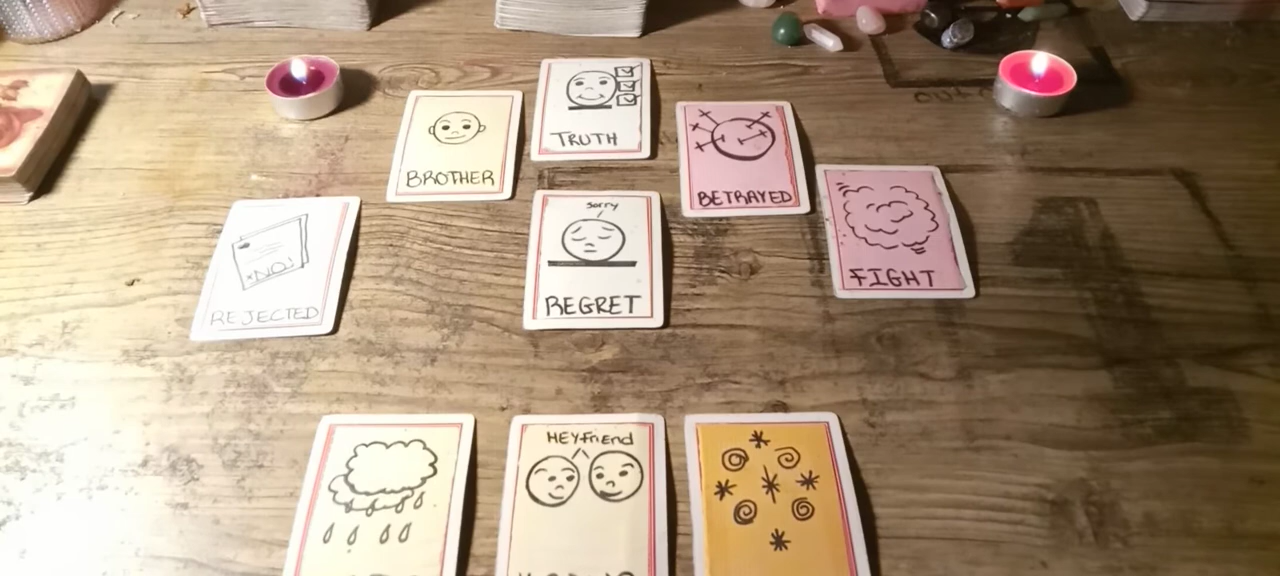 TRUTH
BROTHER
BETRAYED
NO!
REJECTED
Sorry
REGRET
FIGHT
HEY friend